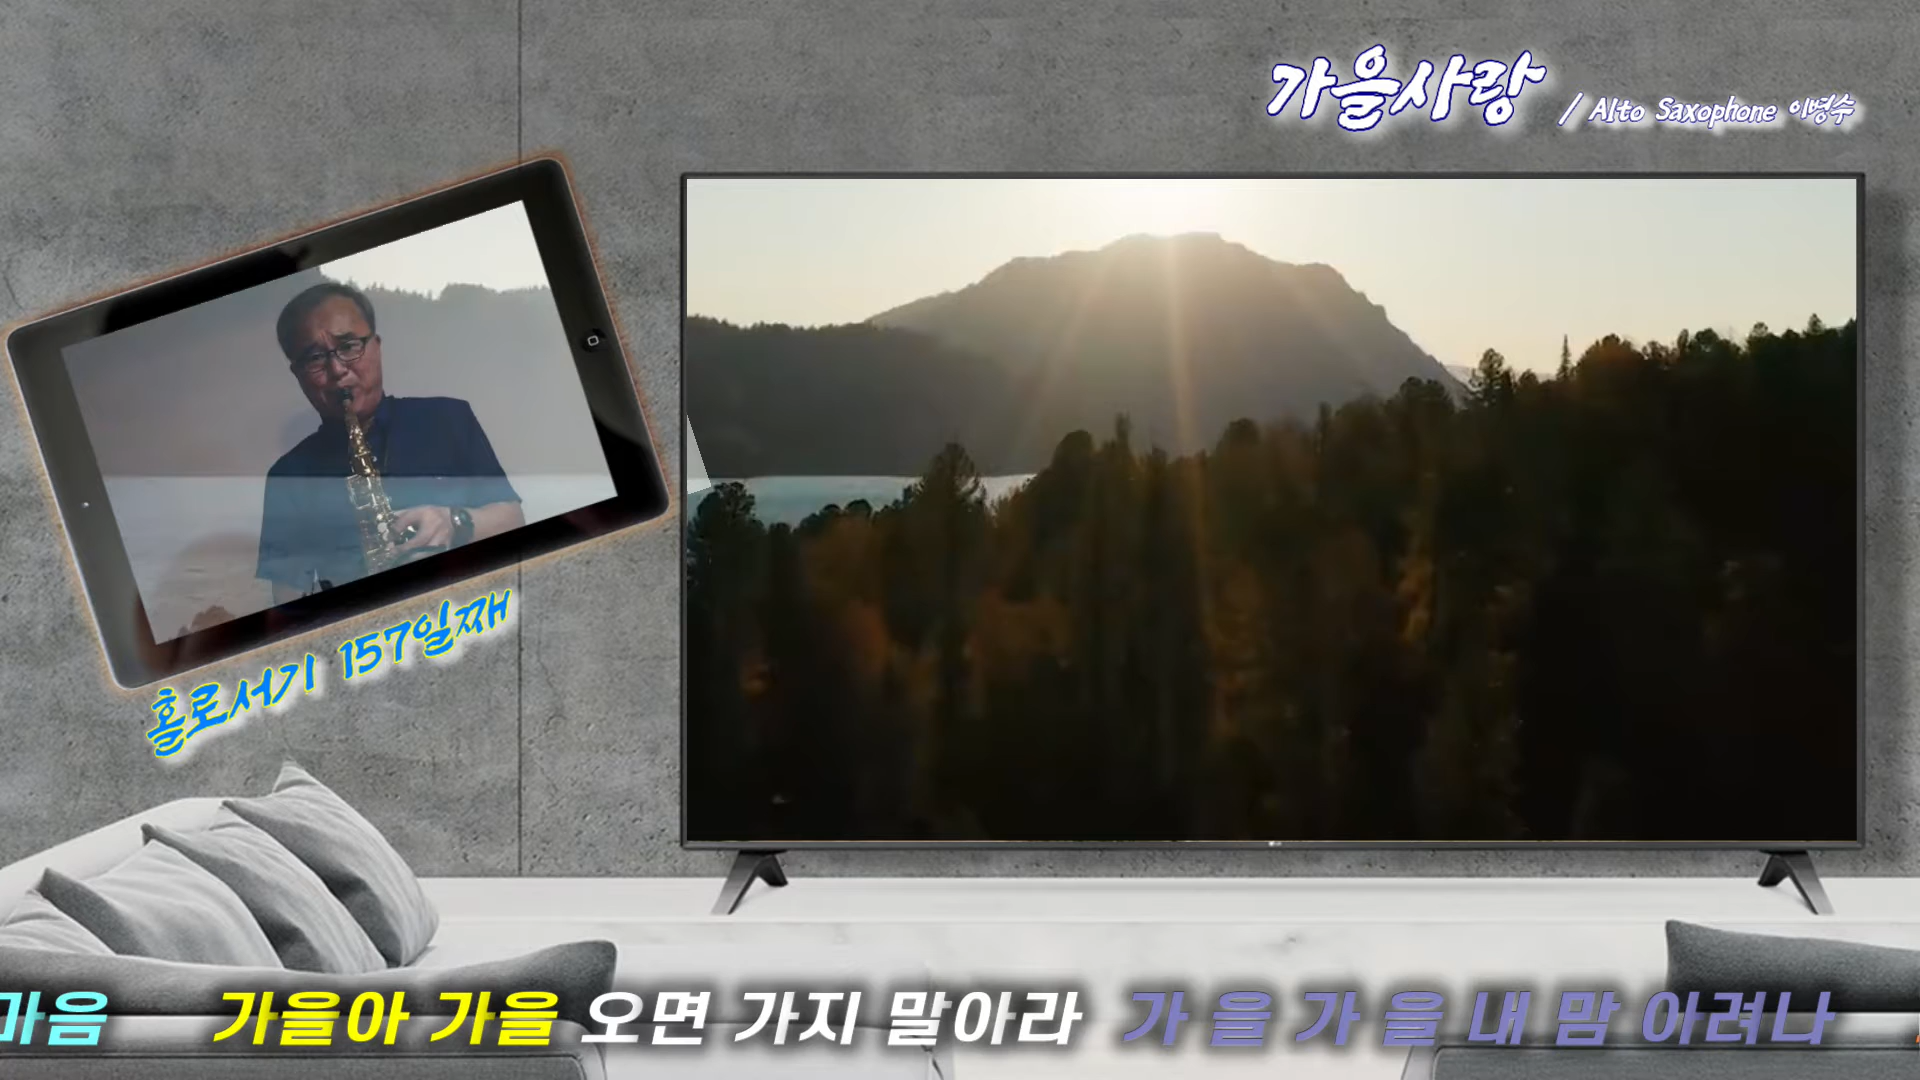 가을사랑 / Alto Saxophone 이병수
홀로서기 157일째
마음 가을아 가을 오면 가지 말아라 가 을 가 을 내 맘 아려나